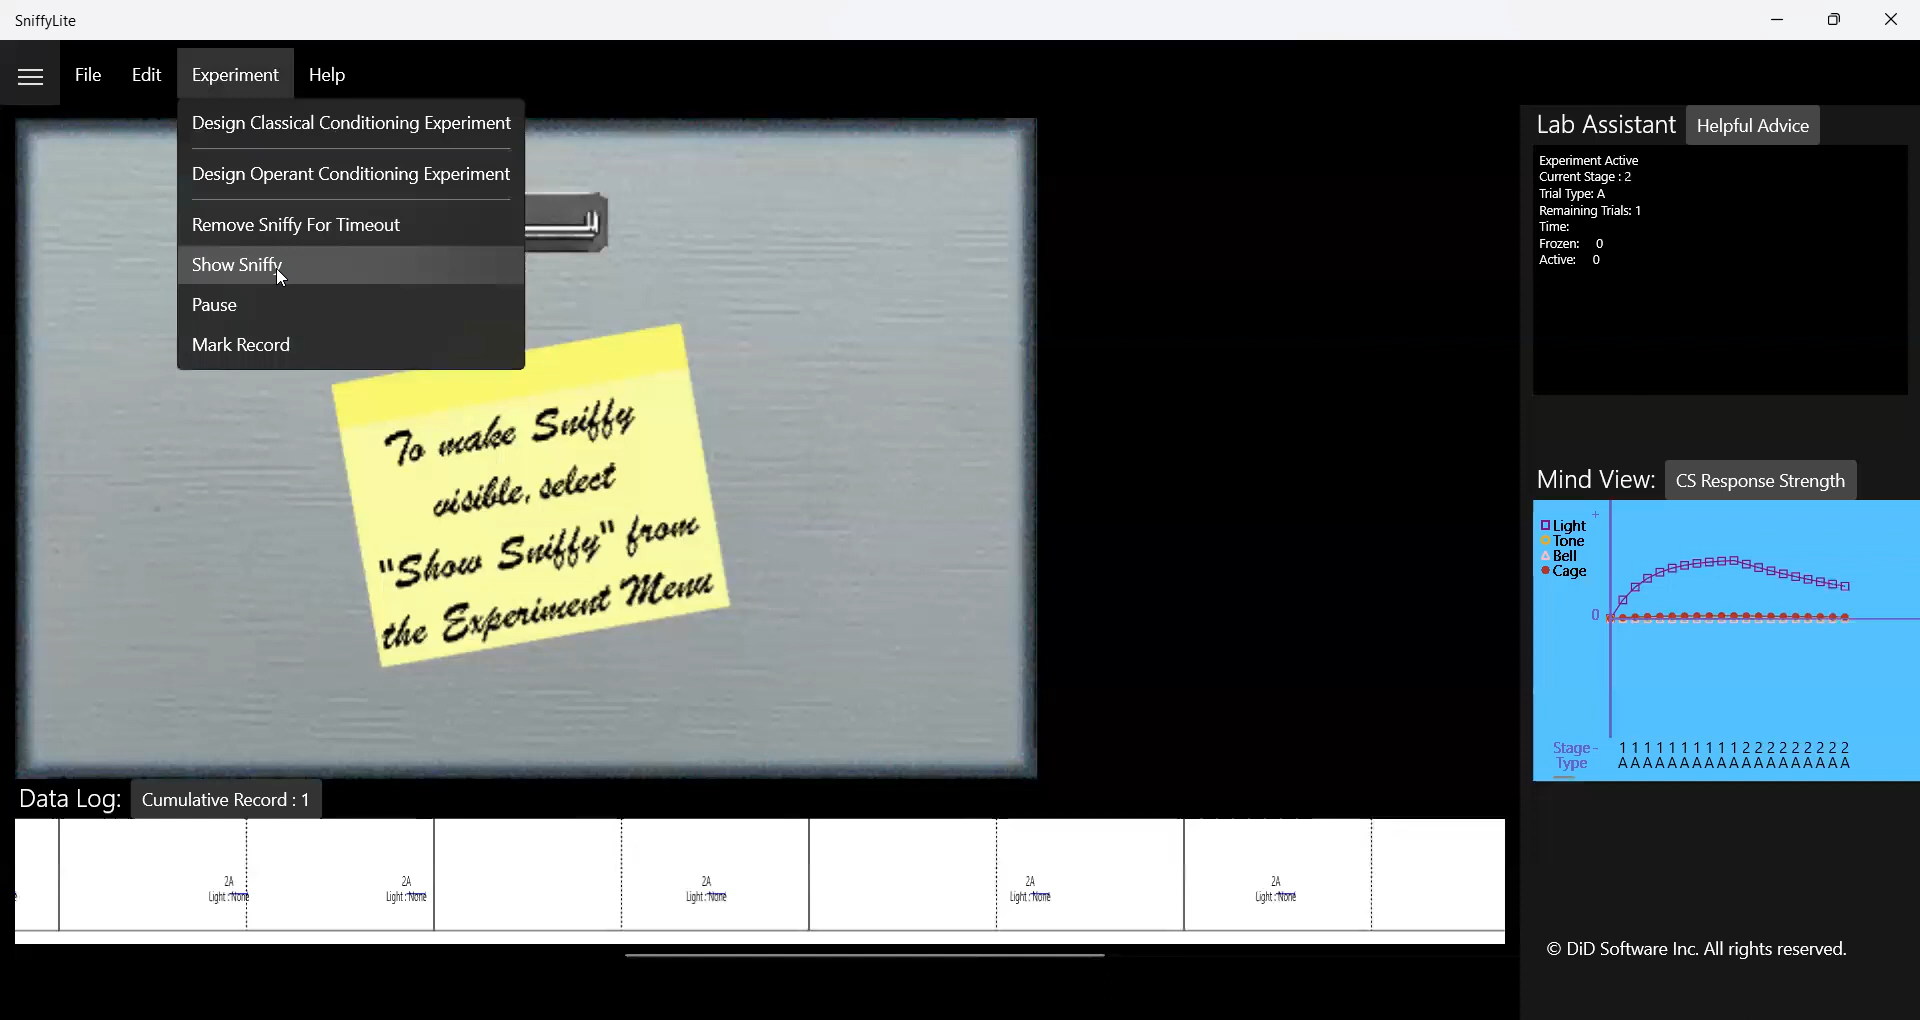 SniffyLite
File Edit Experiment Help
Design Classical Conditioning Experiment
Design Operant Conditioning Experiment
Remove Sniffy For Timeout
Show Sniffy
Pause
Mark Record
To make Sniffy
visible, select
"Show Sniffy" from
the Experiment Menu
Lab Assistant Helpful Advice
Experiment Active
Current Stage : 2
Trial Type: A
Remaining Trials: 1
Time:
Frozen: 0
Active: 0
Mind View: CS Response Strength
+
Light
Tone
Bell
Cage
0
Stage - 1 1 1 1 1 1 1 1 1 1 2 2 2 2 2 2 2 2 2
Type A A A A A A A A A A A A A A A A A A A
Data Log: Cumulative Record : 1
2A 2A 2A 2A 2A
Light : None Light : None Light : None Light : None Light : None
© DiD Software Inc. All rights reserved.